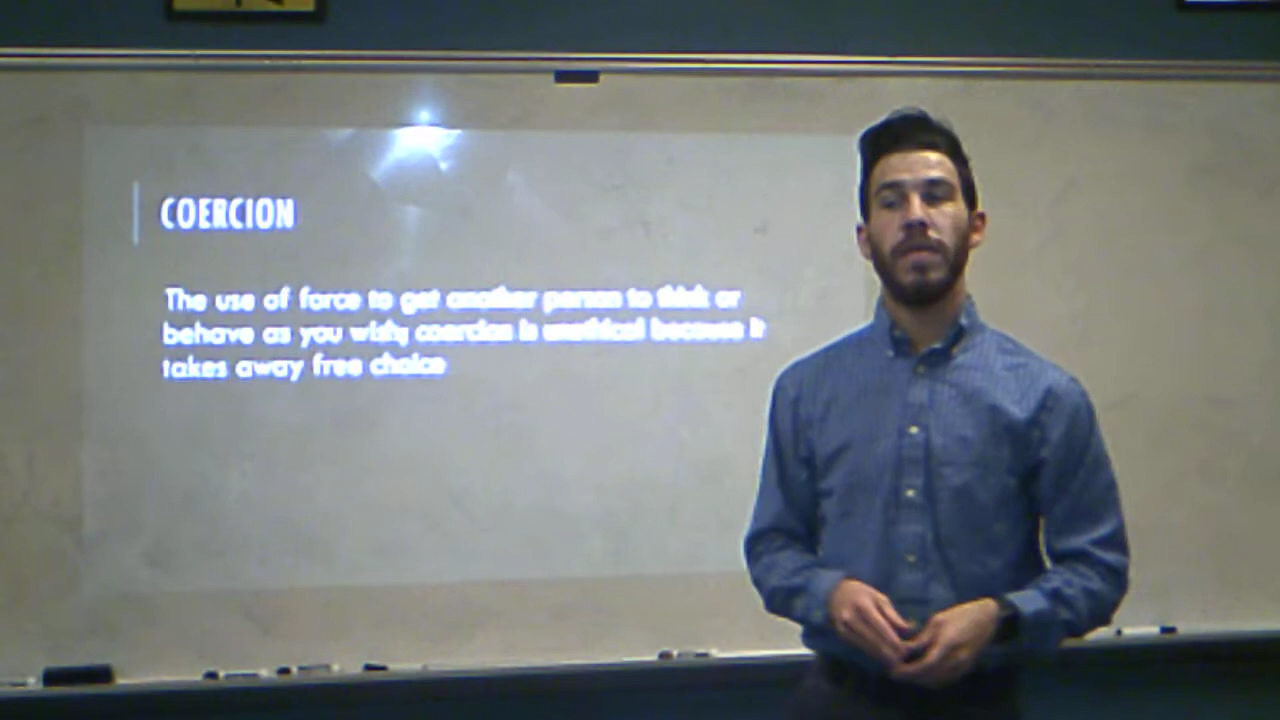 COERCION
The use of force to get another person to think or
behave as you wish; coercion is unethical because it
takes away free choice